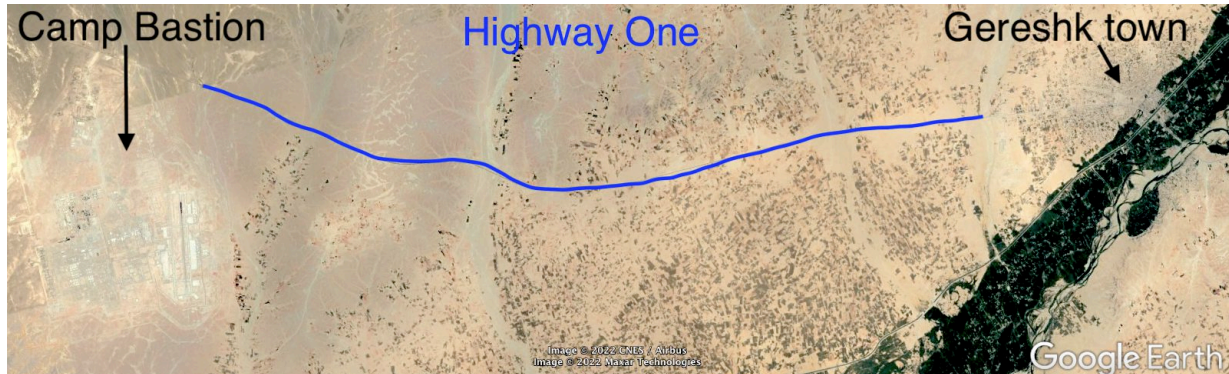 Camp Bastion
Highway One
Gereshk town
Image © 2022 CNES / Airbus
Image © 2022 Maxar Technologies
Google Earth